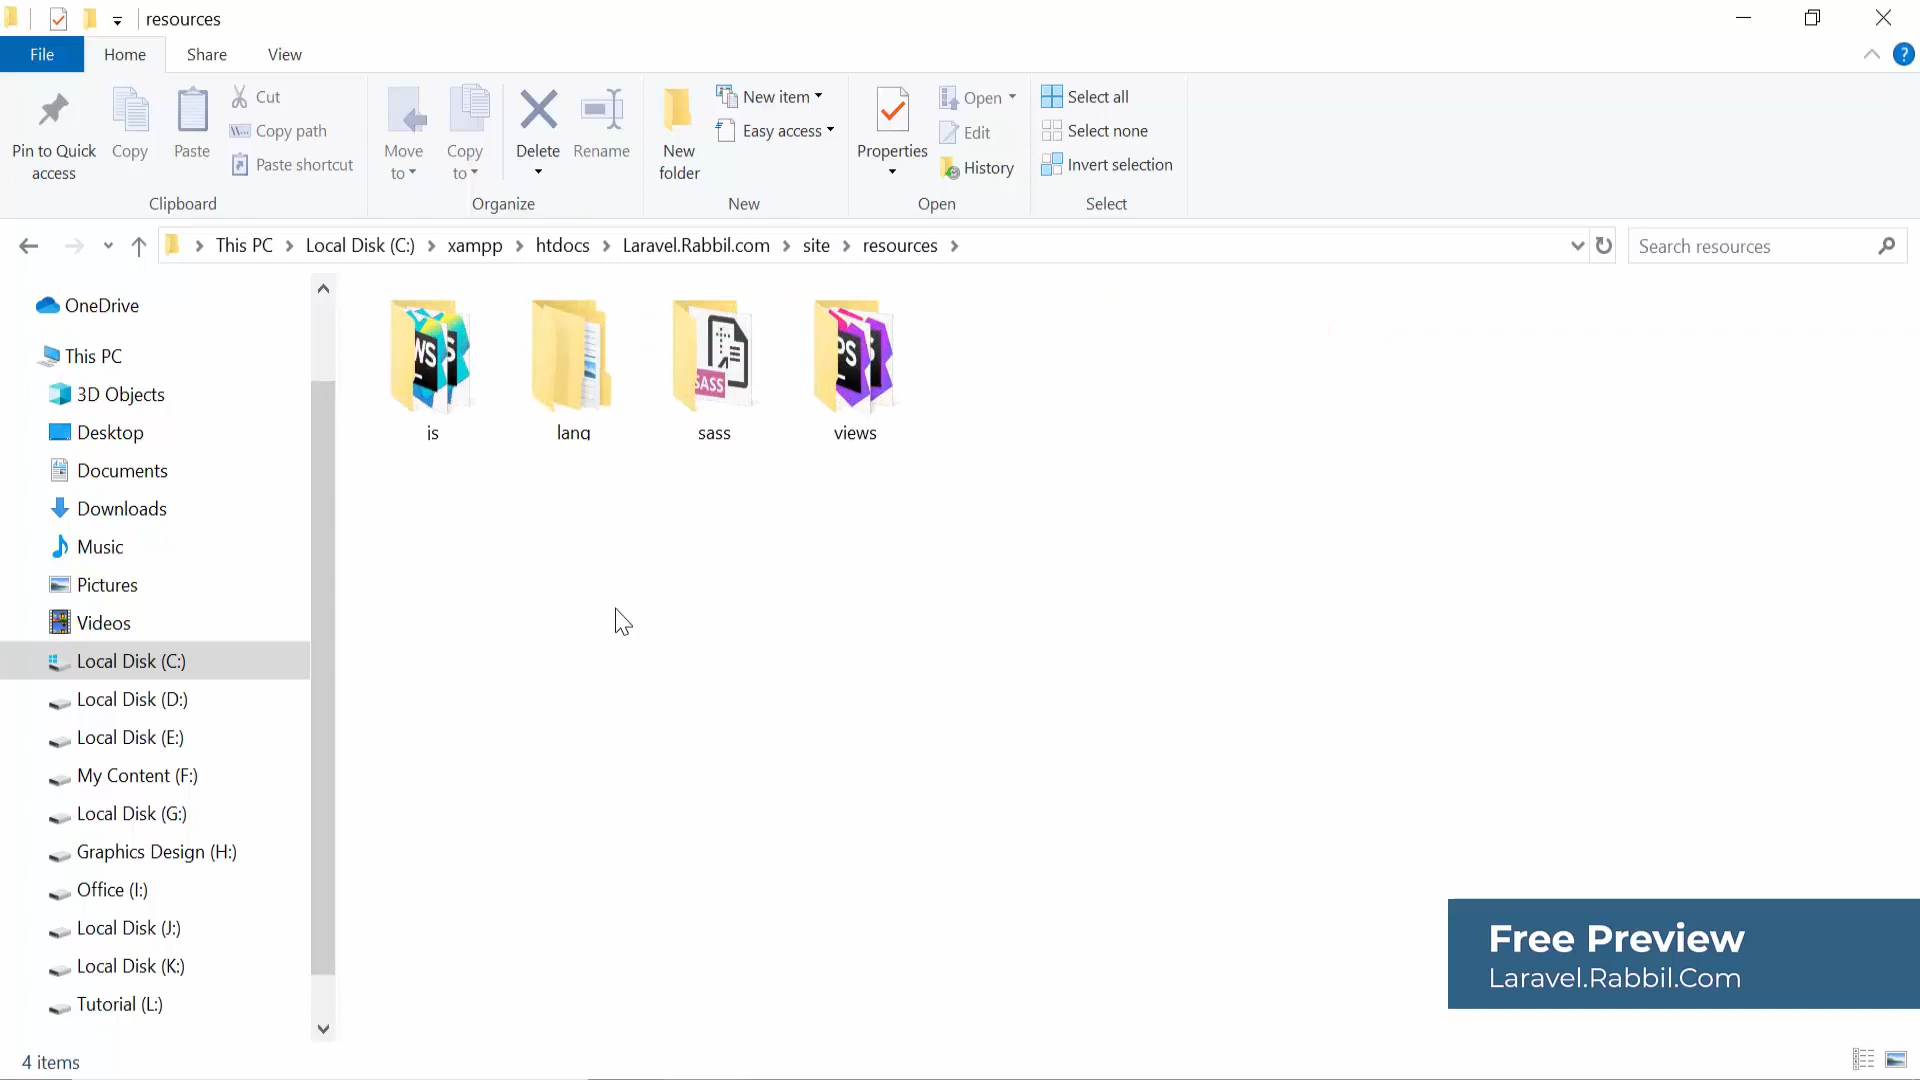 resources
File
Home
Share
View
Pin to Quick access
Copy
Paste
Cut
Copy path
Paste shortcut
Clipboard
Move to
Copy to
Delete
Rename
Organize
New folder
New item
Easy access
New
Properties
Open
Edit
History
Open
Select all
Select none
Invert selection
Select
This PC
Local Disk (C:)
xampp
htdocs
Laravel.Rabbil.com
site
resources
Search resources
OneDrive
This PC
3D Objects
Desktop
Documents
Downloads
Music
Pictures
Videos
Local Disk (C:)
Local Disk (D:)
Local Disk (E:)
My Content (F:)
Local Disk (G:)
Graphics Design (H:)
Office (I:)
Local Disk (J:)
Local Disk (K:)
Tutorial (L:)
js
lang
SASS
sass
PS
views
Free Preview
Laravel.Rabbil.Com
4 items